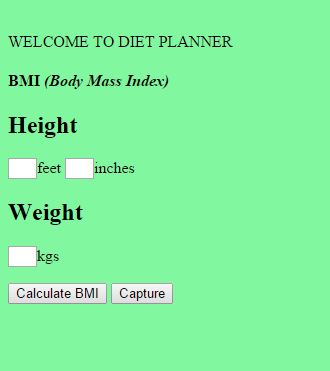 WELCOME TO DIET PLANNER
BMI (Body Mass Index)
Height
feet inches
Weight
kgs
Calculate BMI Capture